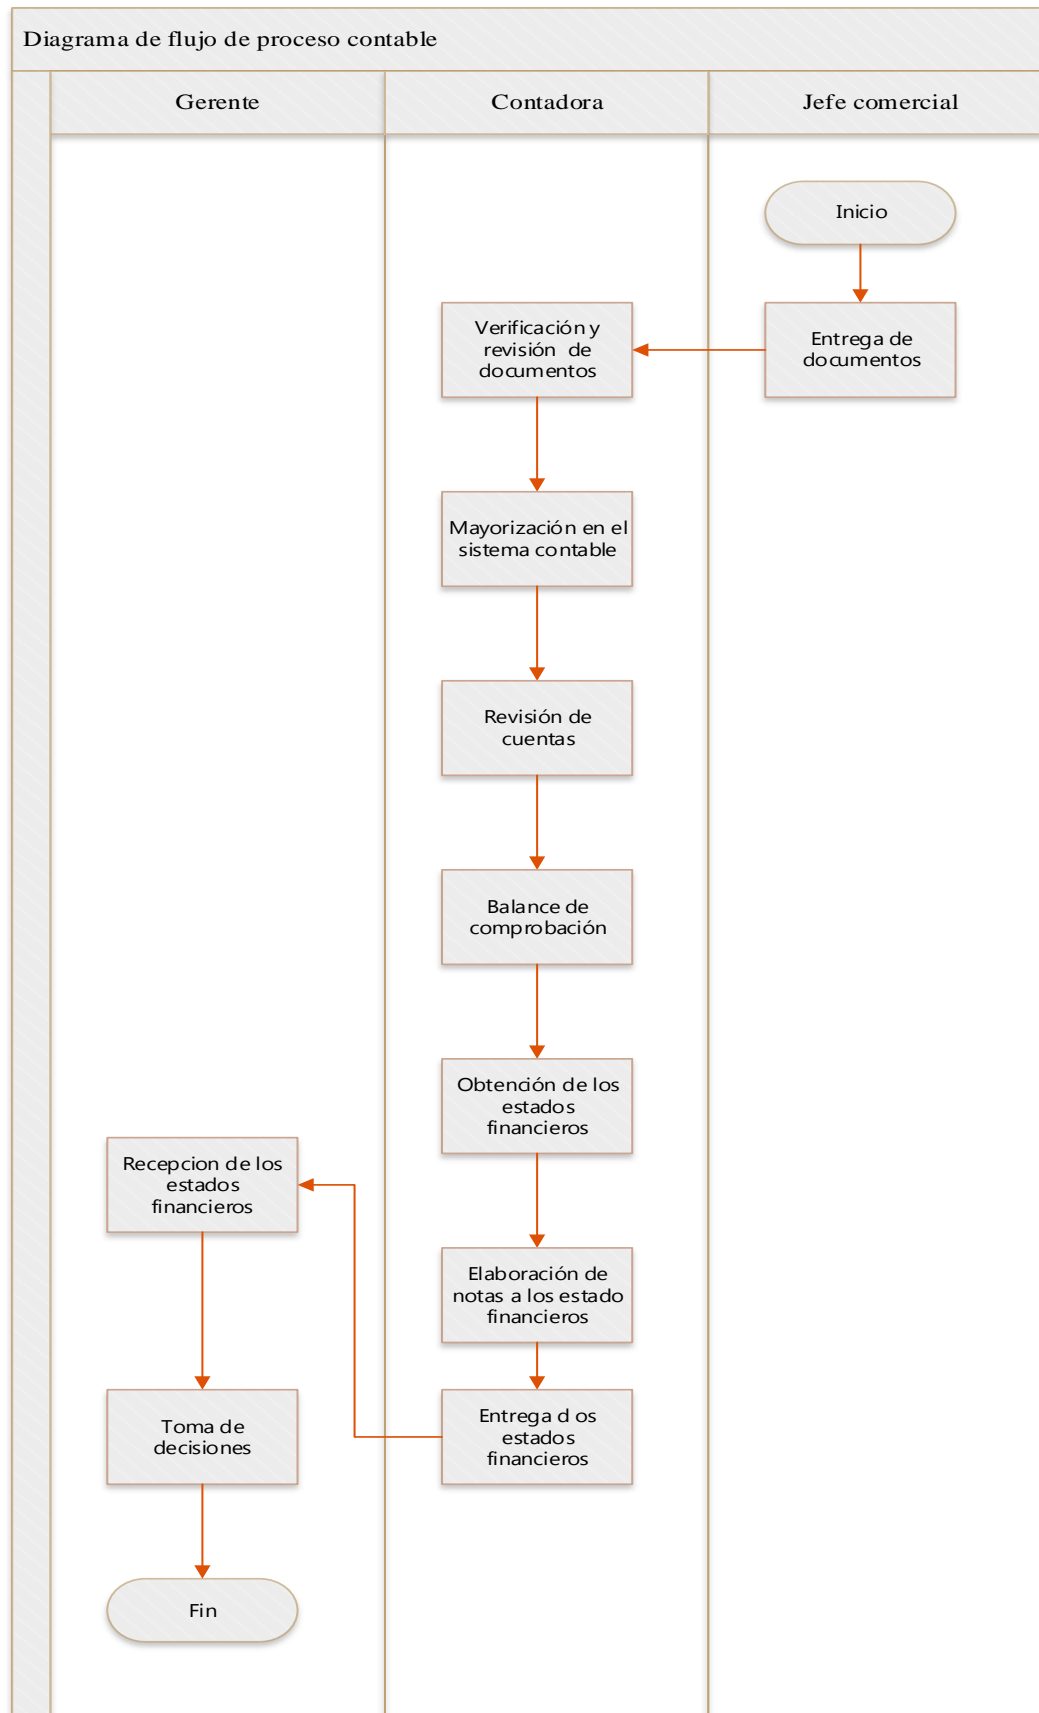 Diagrama de flujo de proceso contable
Gerente
Contadora
Jefe comercial
Inicio
Entrega de
documentos
Verificación y
revisión de
documentos
Mayorización en el
sistema contable
Revisión de
cuentas
Balance de
comprobación
Obtención de los
estados
financieros
Elaboración de
notas a los estado
financieros
Entrega d os
estados
financieros
Recepcion de los
estados
financieros
Toma de
decisiones
Fin